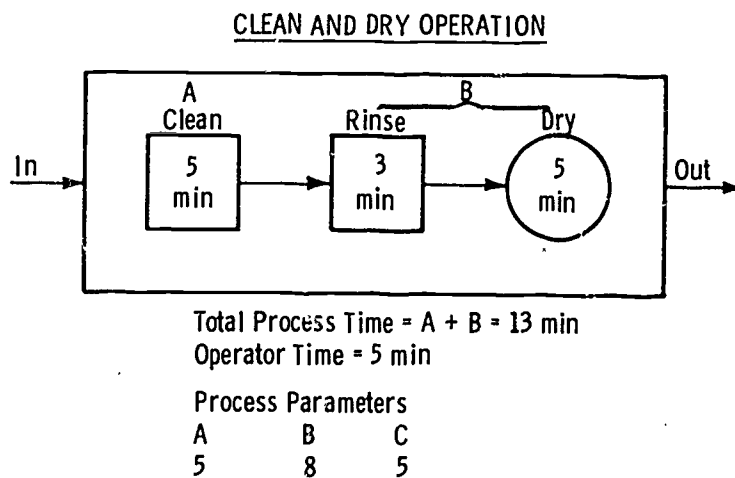 CLEAN AND DRY OPERATION
A
B
Clean
Rinse
Dry
In
5 min
3 min
5 min
Out
Total Process Time = A + B = 13 min
Operator Time = 5 min
Process Parameters
A B C
5 8 5